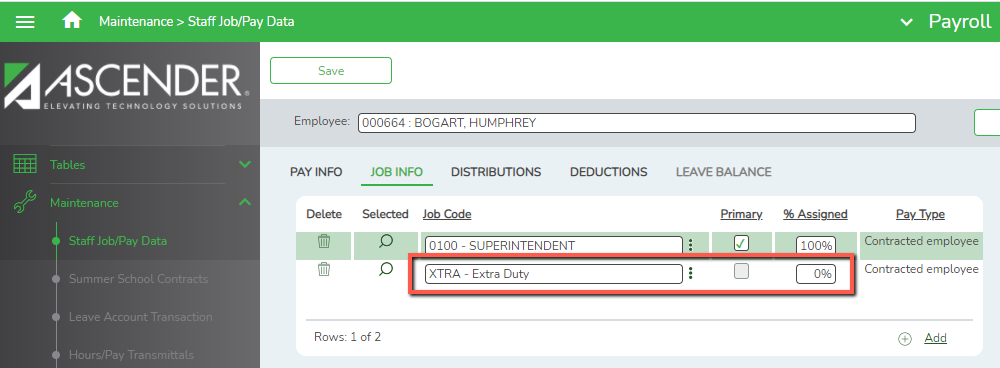 Maintenance > Staff Job/Pay Data
Payroll
ASCENDER®
ELEVATING TECHNOLOGY SOLUTIONS
Save
Employee: 000664 : BOGART, HUMPHREY
Tables
Maintenance
Staff Job/Pay Data
Summer School Contracts
Leave Account Transaction
Hours/Pay Transmittals
PAY INFO JOB INFO DISTRIBUTIONS DEDUCTIONS LEAVE BALANCE
Delete Selected Job Code Primary % Assigned Pay Type
0100 - SUPERINTENDENT 100% Contracted employee
XTRA - Extra Duty 0% Contracted employee
Rows: 1 of 2 Add